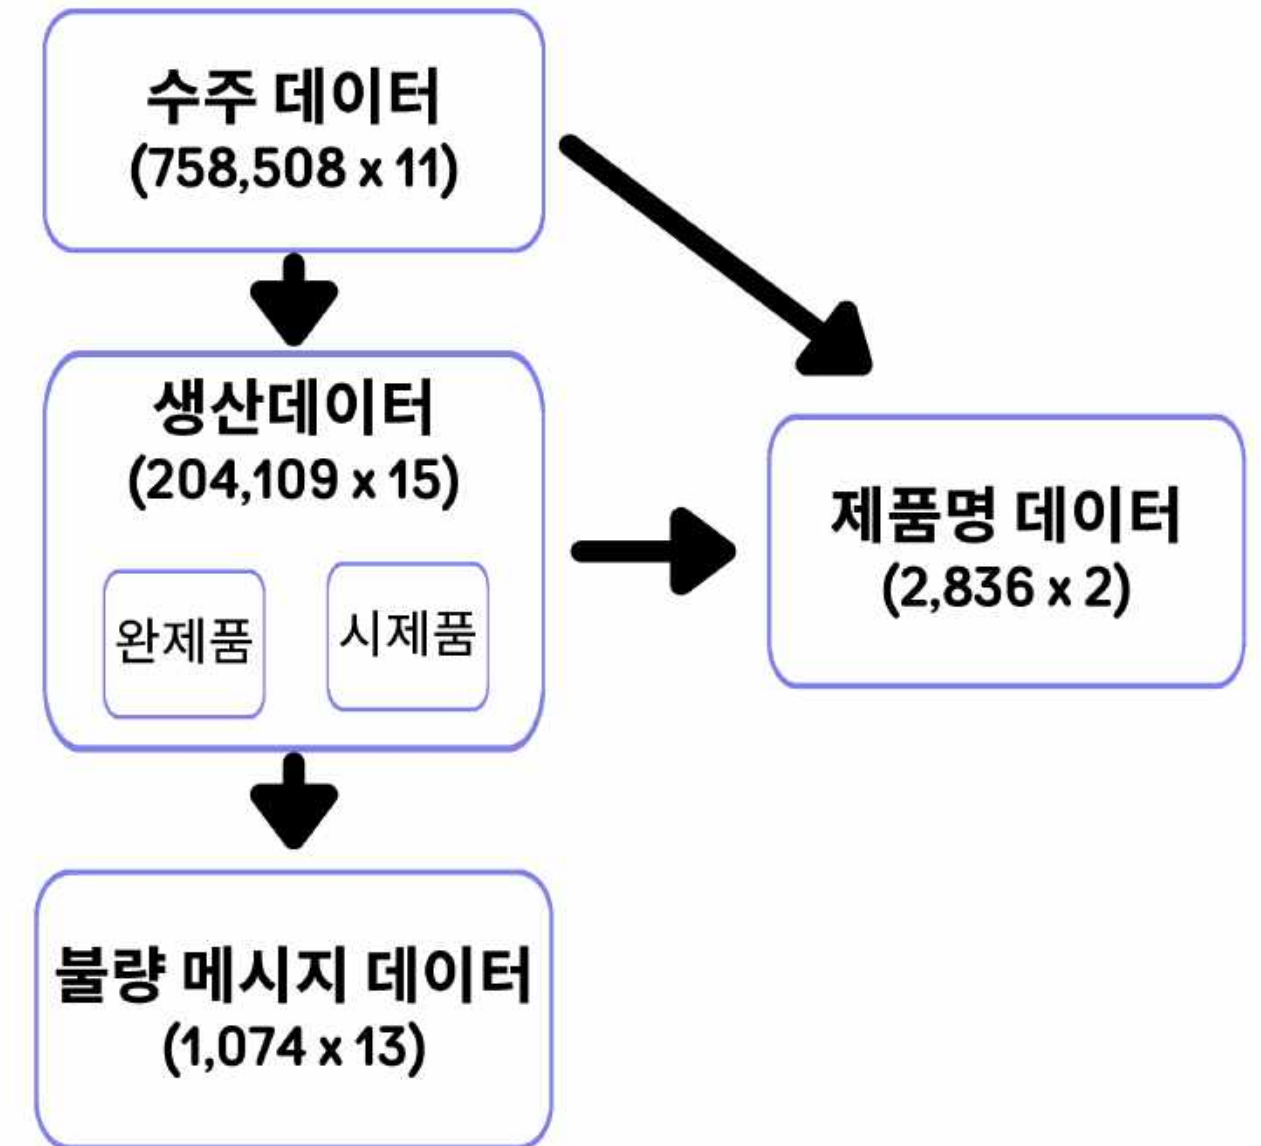 수주 데이터
(758,508 x 11)
생산데이터
(204,109 x 15)
완제품
시제품
제품명 데이터
(2,836 x 2)
불량 메시지 데이터
(1,074 x 13)